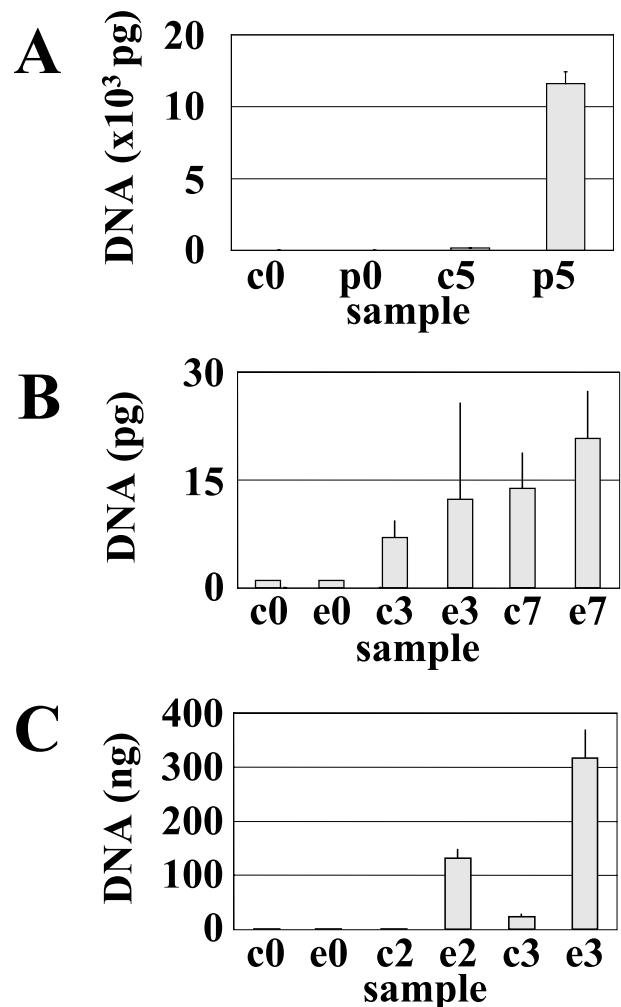 A
DNA (x10³ pg)
20
10
5
0
c0 p0 c5 p5
sample
B
DNA (pg)
30
15
0
c0 e0 c3 e3 c7 e7
sample
C
DNA (ng)
400
300
200
100
0
c0 e0 c2 e2 c3 e3
sample